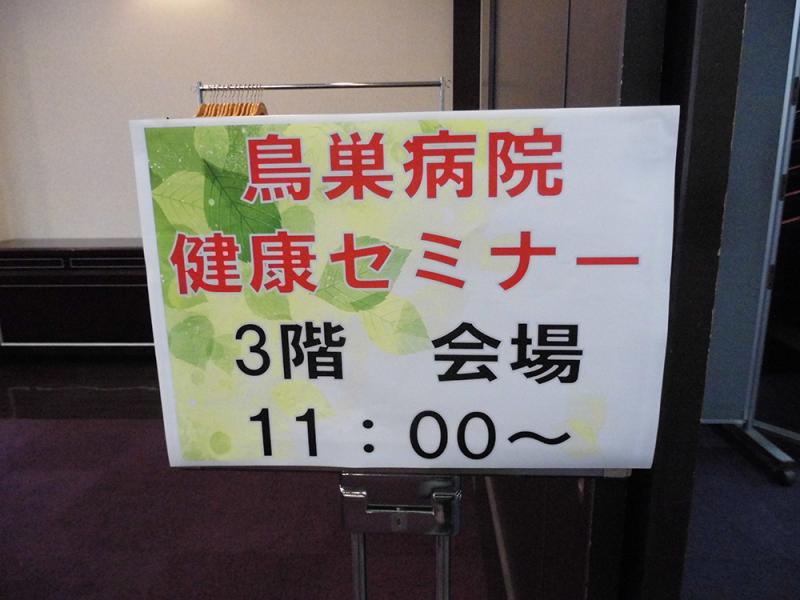 鳥巣病院
健康セミナー
3階　会場
11：00～